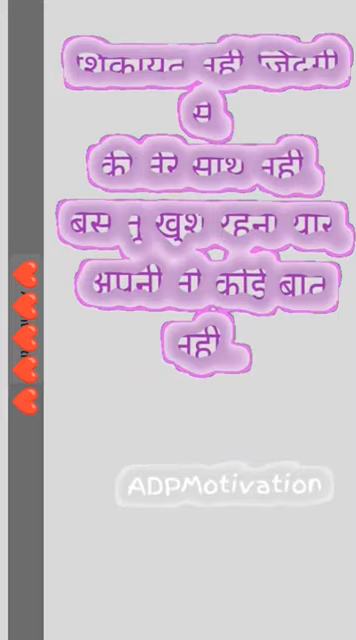 शिकायत नही जिंदगी
से
की मेरे साथ नही
बस तु खुश रहना यार
अपनी तो कोई बात
नही
ADPMotivation